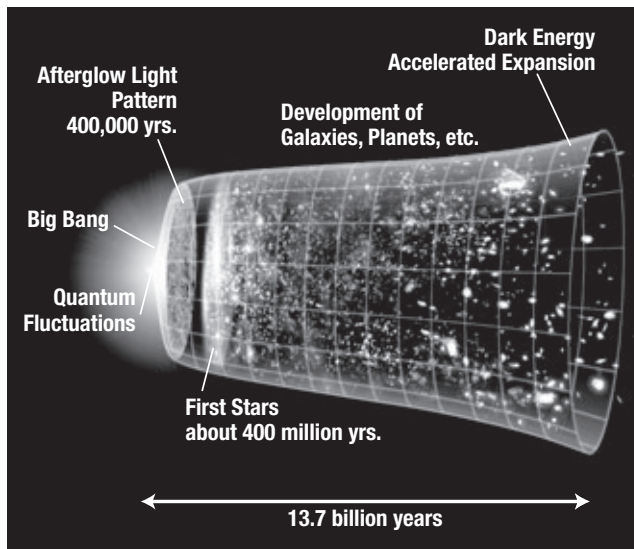 Dark Energy
Accelerated Expansion
Afterglow Light
Pattern
400,000 yrs.
Development of
Galaxies, Planets, etc.
Big Bang
Quantum
Fluctuations
First Stars
about 400 million yrs.
13.7 billion years